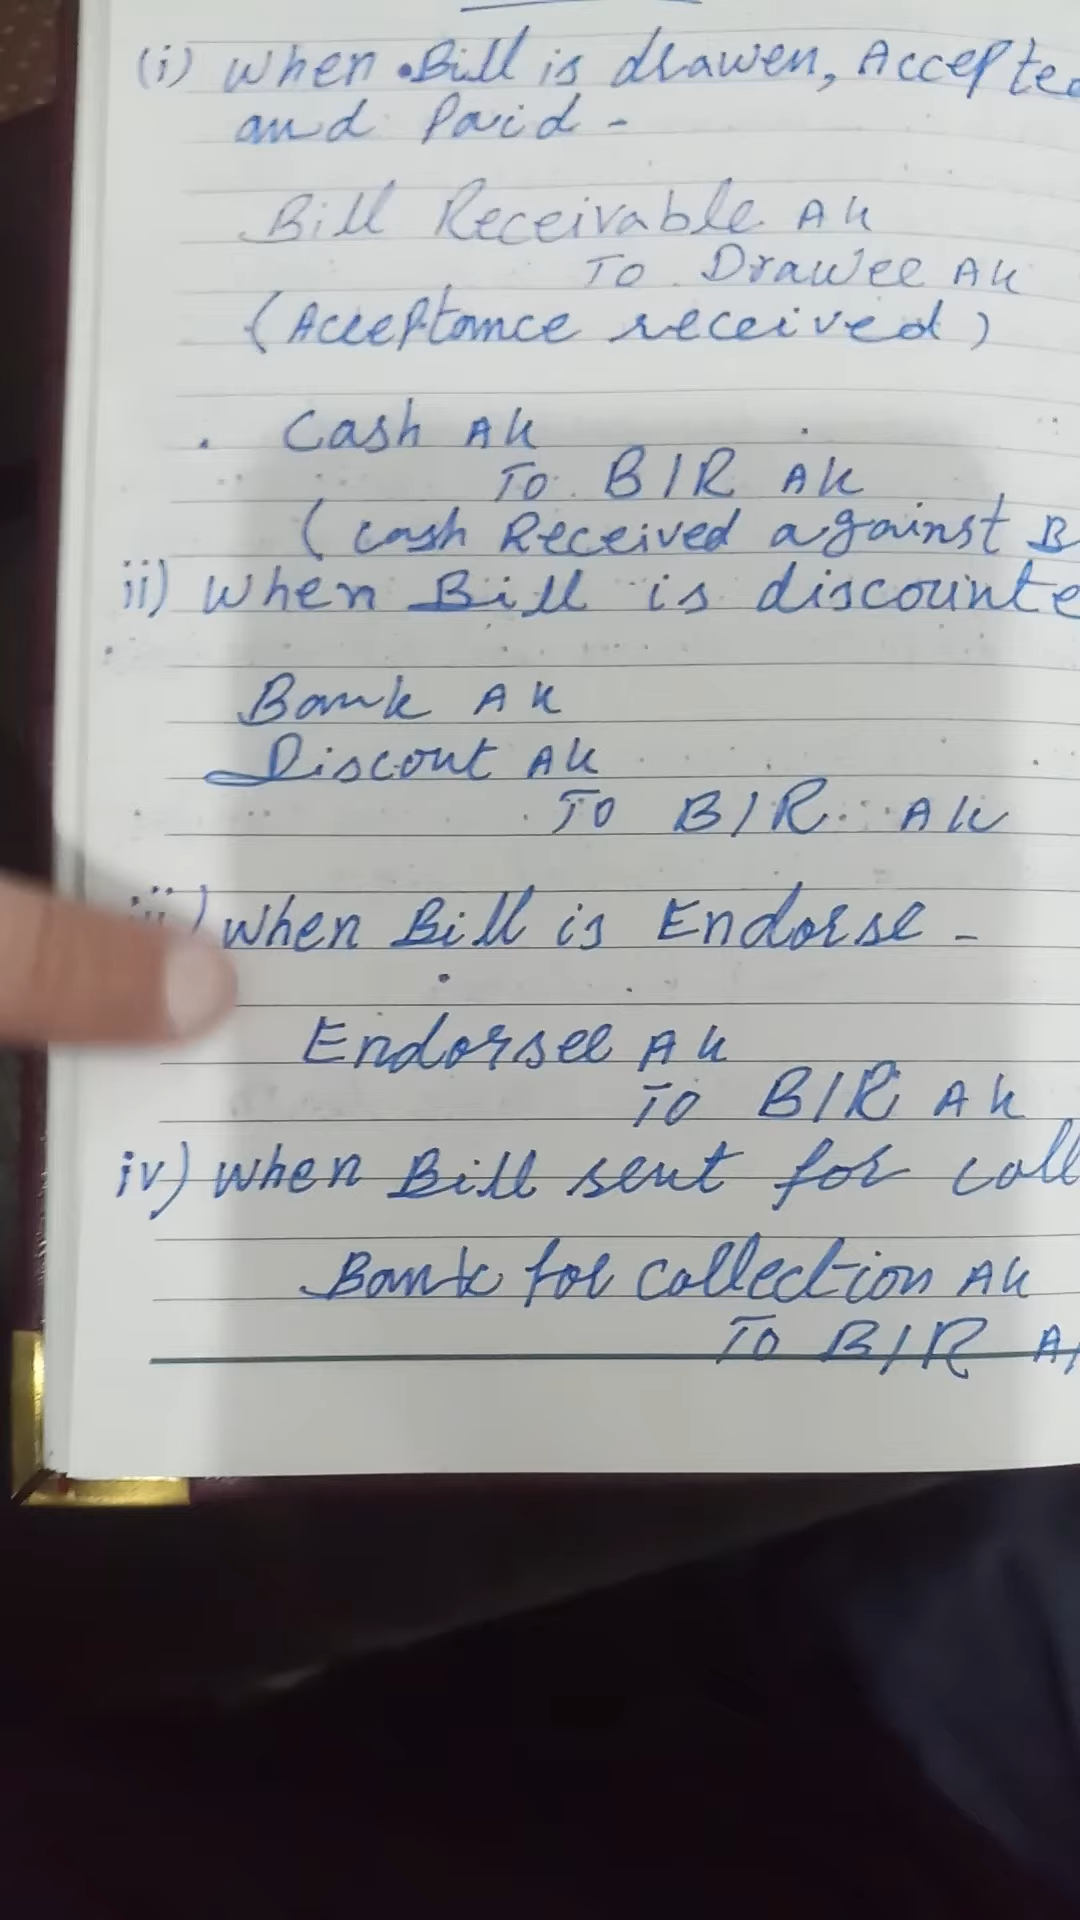 (i) When Bill is drawen, Accepte
and Paid -
Bill Receivable A/c
To Drawee A/c
(Acceptance received)
Cash A/c
To B/R A/c
(Cash Received against B
ii) When Bill is discounte
Bank A/c
Discout A/c
To B/R A/c
iii) When Bill is Endorse -
Endorsee A/c
To B/R A/c
iv) When Bill sent for coll
Bank for collection A/c
To B/R A/